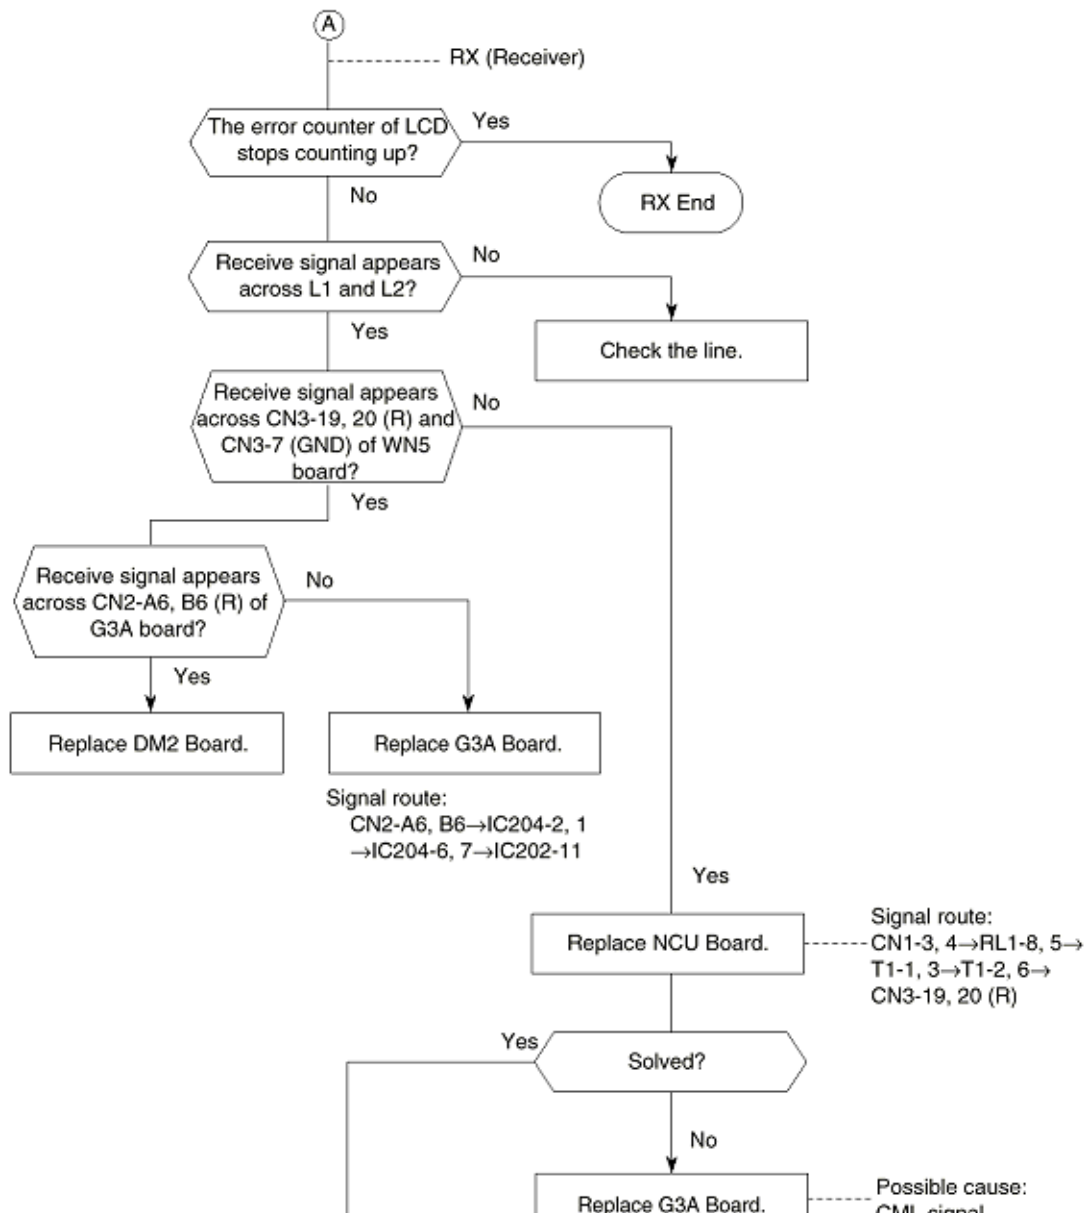 A
RX (Receiver)
The error counter of LCD
stops counting up?
Yes
RX End
No
Receive signal appears
across L1 and L2?
No
Check the line.
Yes
Receive signal appears
across CN3-19, 20 (R) and
CN3-7 (GND) of WN5
board?
No
Yes
Receive signal appears
across CN2-A6, B6 (R) of
G3A board?
No
Yes
Replace DM2 Board.
Replace G3A Board.
Signal route:
CN2-A6, B6→IC204-2, 1
→IC204-6, 7→IC202-11
Yes
Replace NCU Board.
Signal route:
CN1-3, 4→RL1-8, 5→
T1-1, 3→T1-2, 6→
CN3-19, 20 (R)
Yes
Solved?
No
Replace G3A Board.
Possible cause:
CML signal